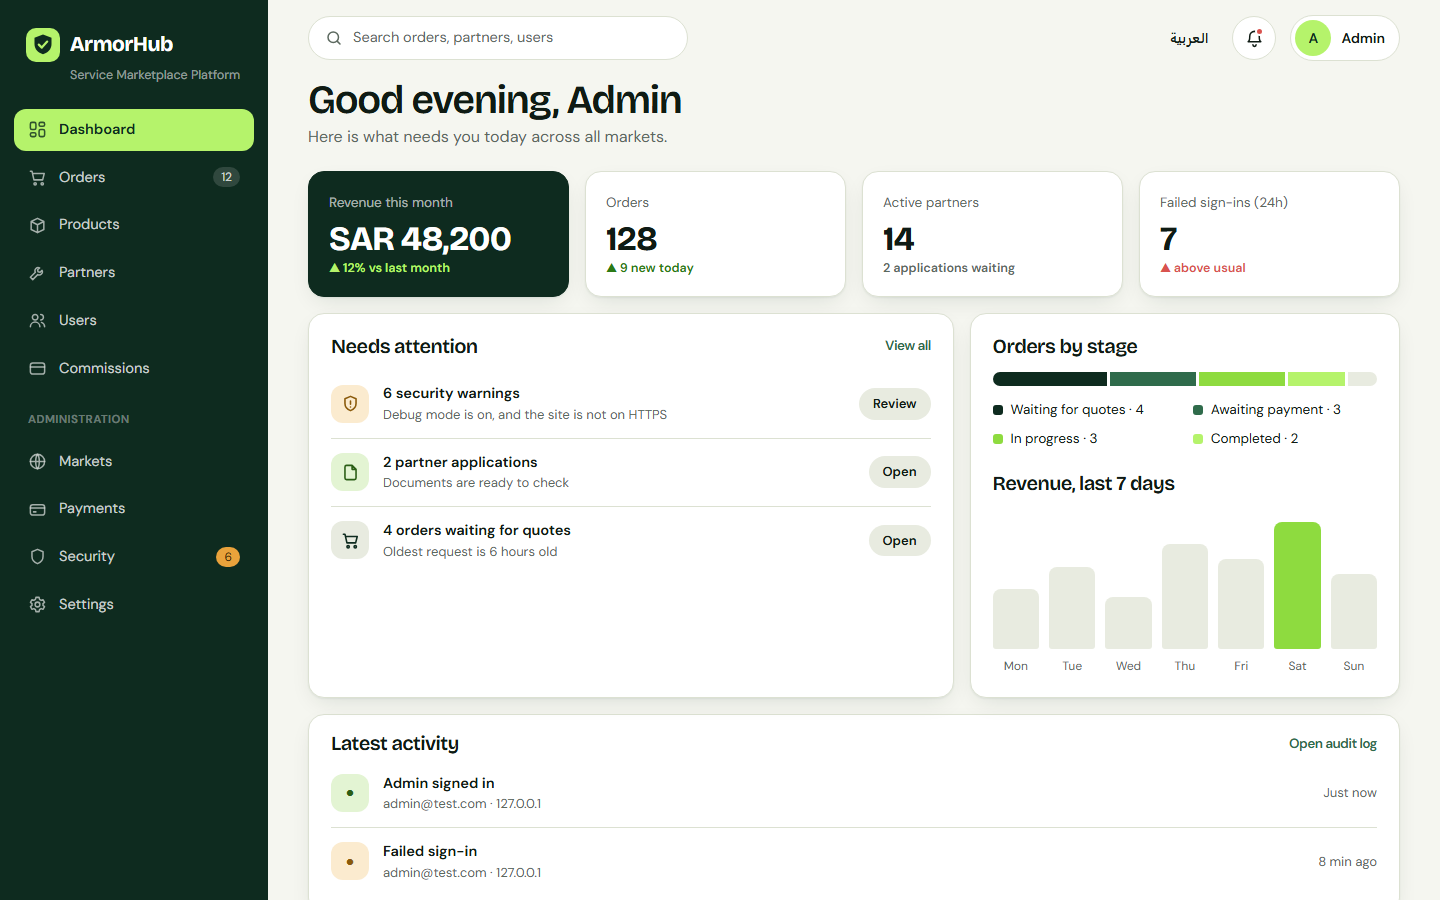 ArmorHub
Service Marketplace Platform
Dashboard
Orders 12
Products
Partners
Users
Commissions
ADMINISTRATION
Markets
Payments
Security 6
Settings
Search orders, partners, users
العربية
A Admin
Good evening, Admin
Here is what needs you today across all markets.
Revenue this month
SAR 48,200
▲ 12% vs last month
Orders
128
▲ 9 new today
Active partners
14
2 applications waiting
Failed sign-ins (24h)
7
▲ above usual
Needs attention
View all
6 security warnings
Debug mode is on, and the site is not on HTTPS
Review
2 partner applications
Documents are ready to check
Open
4 orders waiting for quotes
Oldest request is 6 hours old
Open
Orders by stage
Waiting for quotes · 4
Awaiting payment · 3
In progress · 3
Completed · 2
Revenue, last 7 days
Mon Tue Wed Thu Fri Sat Sun
Latest activity
Open audit log
Admin signed in
admin@test.com · 127.0.0.1
Just now
Failed sign-in
admin@test.com · 127.0.0.1
8 min ago